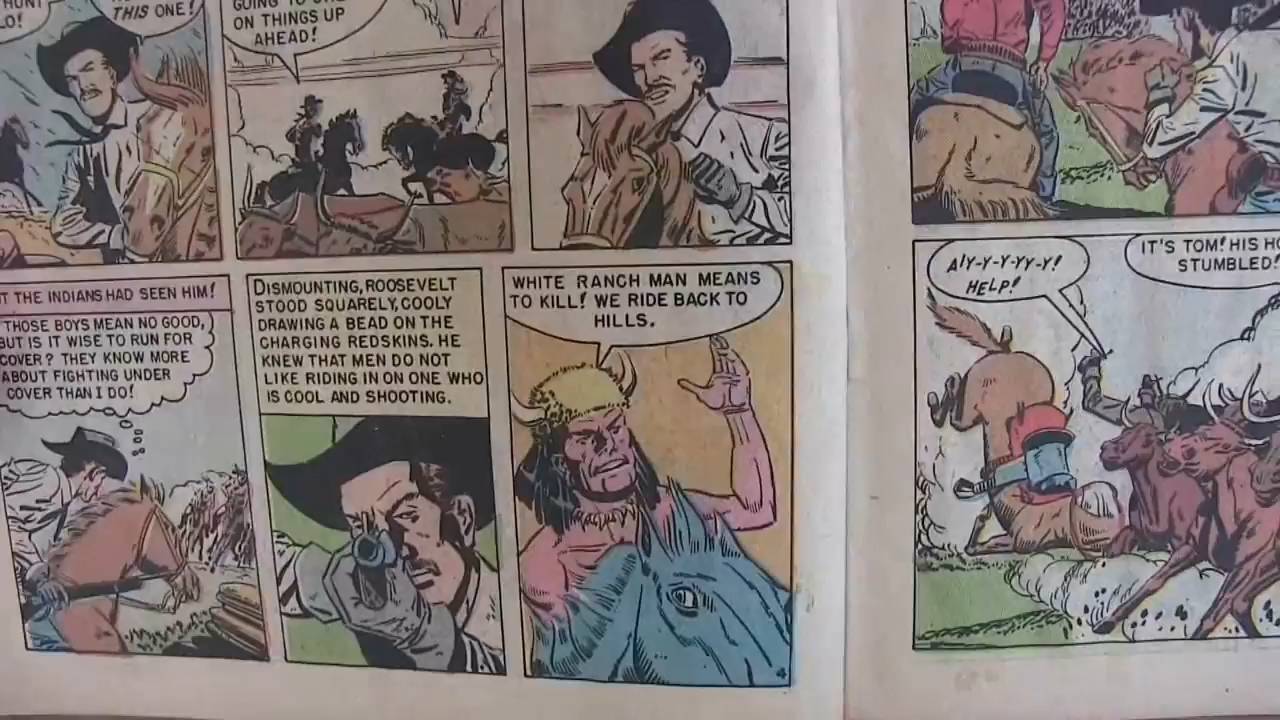 THIS ONE!
ON THINGS UP
AHEAD!
THE INDIANS HAD SEEN HIM!
THOSE BOYS MEAN NO GOOD,
BUT IS IT WISE TO RUN FOR
COVER? THEY KNOW MORE
ABOUT FIGHTING UNDER
COVER THAN I DO!
DISMOUNTING, ROOSEVELT
STOOD SQUARELY, COOLY
DRAWING A BEAD ON THE
CHARGING REDSKINS. HE
KNEW THAT MEN DO NOT
LIKE RIDING IN ON ONE WHO
IS COOL AND SHOOTING.
WHITE RANCH MAN MEANS
TO KILL! WE RIDE BACK TO
HILLS.
4
AIY-Y-Y-YY-Y!
HELP!
IT'S TOM! HIS
STUMBLED!